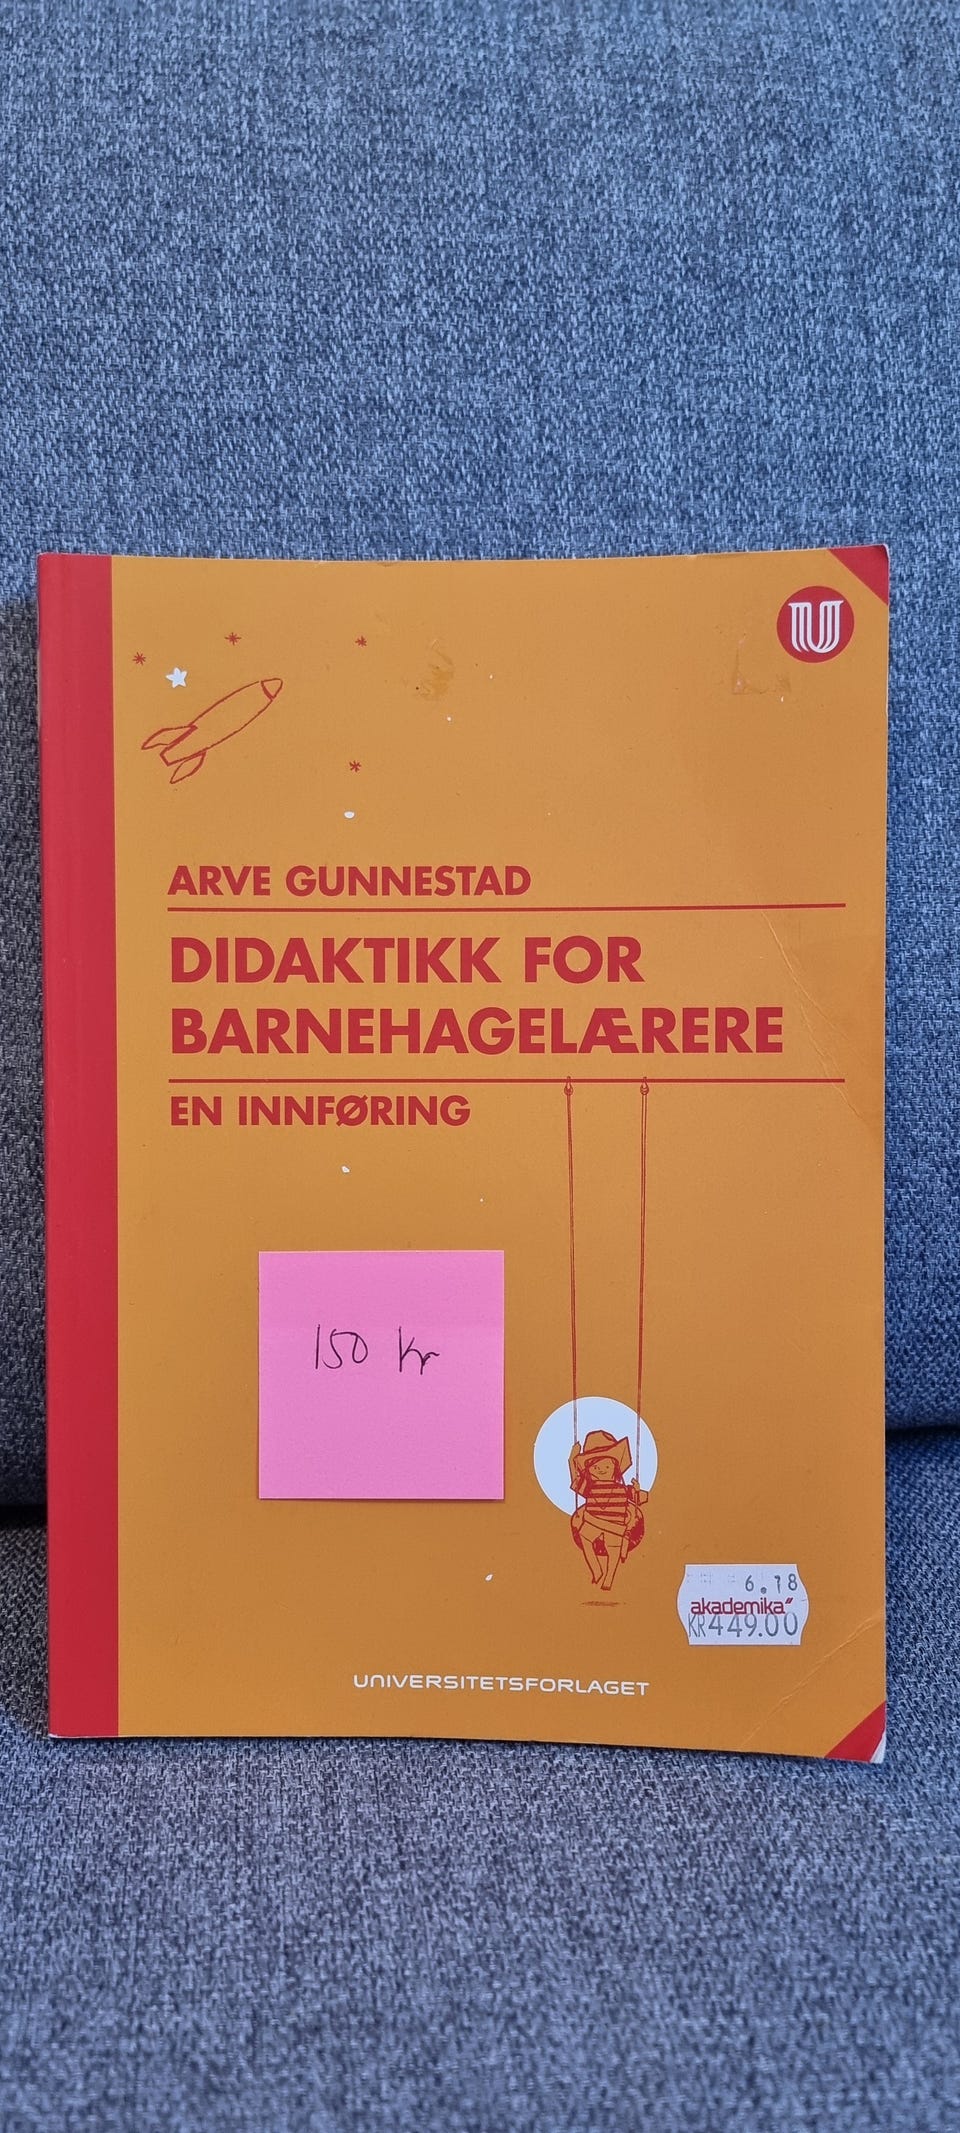 U
ARVE GUNNESTAD
DIDAKTIKK FOR
BARNEHAGELÆRERE
EN INNFØRING
150 kr
6.18
akademika
KR449.00
UNIVERSITETSFORLAGET